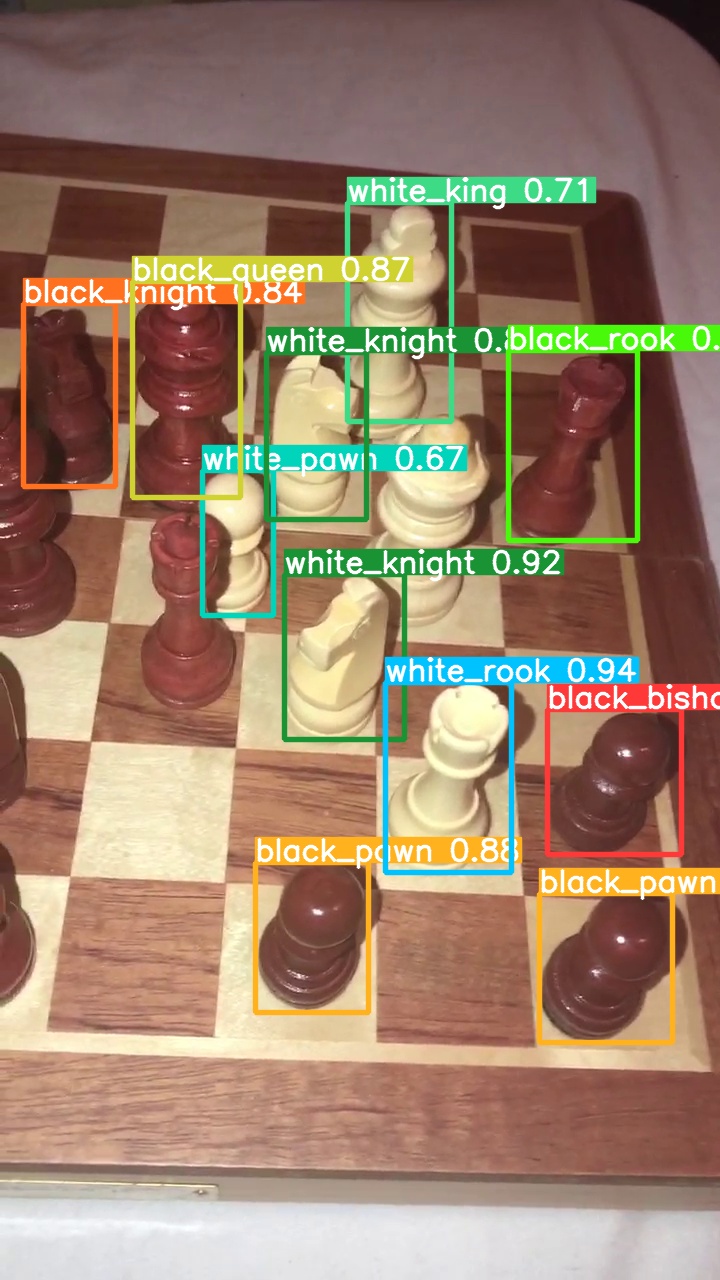 white_king 0.71
black_queen 0.87
black_knight 0.84
white_knight 0.8
black_rook 0.
white_pawn 0.67
white_knight 0.92
white_rook 0.94
black_bisho
black_pawn 0.88
black_pawn